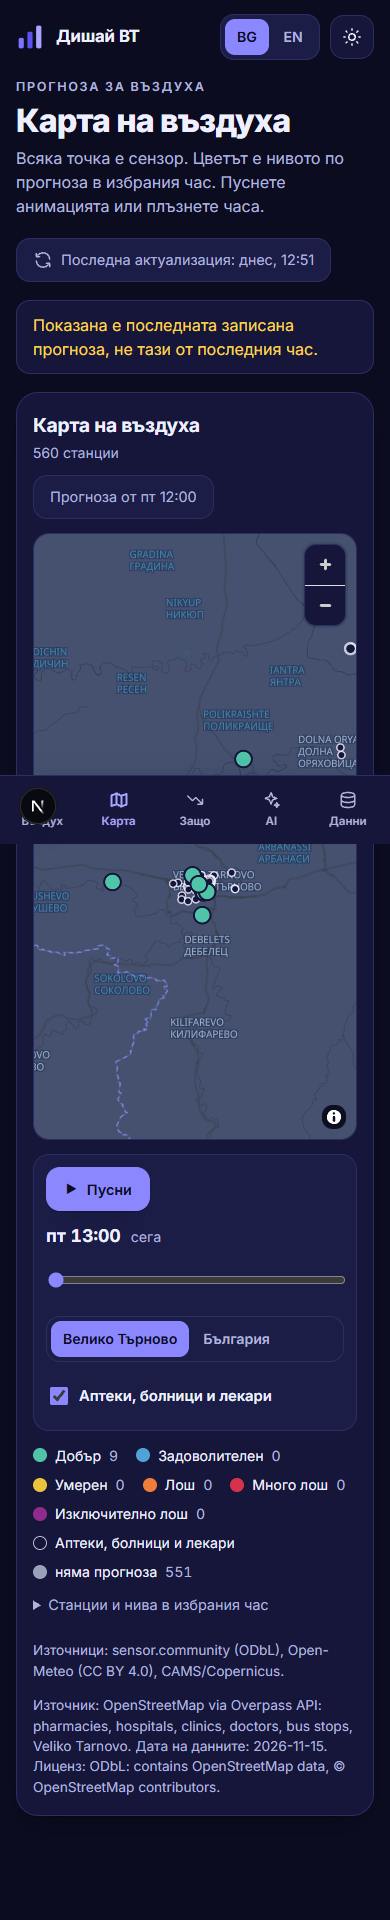 Дишай ВТ
BG EN
ПРОГНОЗА ЗА ВЪЗДУХА
Карта на въздуха
Всяка точка е сензор. Цветът е нивото по
прогноза в избрания час. Пуснете
анимацията или плъзнете часа.
Последна актуализация: днес, 12:51
Показана е последната записана
прогноза, не тази от последния час.
Карта на въздуха
560 станции
Прогноза от пт 12:00
+
−
GRADINA
ГРАДИНА
NIKYUP
НИКЮП
RESEN
РЕСЕН
IANTRA
ЯНТРА
POLIKRAISHTE
ПОЛИКРАИЩЕ
ДОЛНА
N
Карта
Защо
AI
Данни
ARBANASSI
АРБАНАСИ
DEBELETS
ДЕБЕЛЕЦ
SOKOLOVO
СОКОЛОВО
KILIFAREVO
КИЛИФАРЕВО
Пусни
пт 13:00 сега
Велико Търново България
Аптеки, болници и лекари
Добър 9 Задоволителен 0
Умерен 0 Лош 0 Много лош 0
Изключително лош 0
Аптеки, болници и лекари
няма прогноза 551
Станции и нива в избрания час
Източници: sensor.community (ODbL), Open-
Meteo (CC BY 4.0), CAMS/Copernicus.
Източник: OpenStreetMap via Overpass API:
pharmacies, hospitals, clinics, doctors, bus stops,
Veliko Tarnovo. Дата на данните: 2026-11-15.
Лиценз: ODbL: contains OpenStreetMap data, ©
OpenStreetMap contributors.